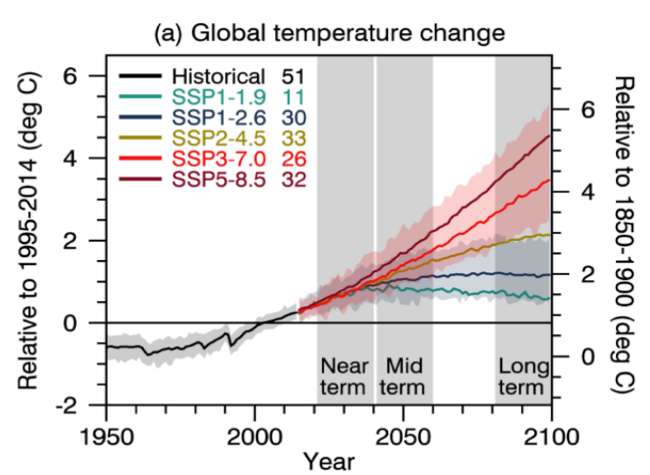 (a) Global temperature change
Relative to 1995-2014 (deg C)
6
4
2
0
-2
Historical 51
SSP1-1.9 11
SSP1-2.6 30
SSP2-4.5 33
SSP3-7.0 26
SSP5-8.5 32
Near term
Mid term
Long term
6
4
2
0
Relative to 1850-1900 (deg C)
1950 2000 2050 2100
Year